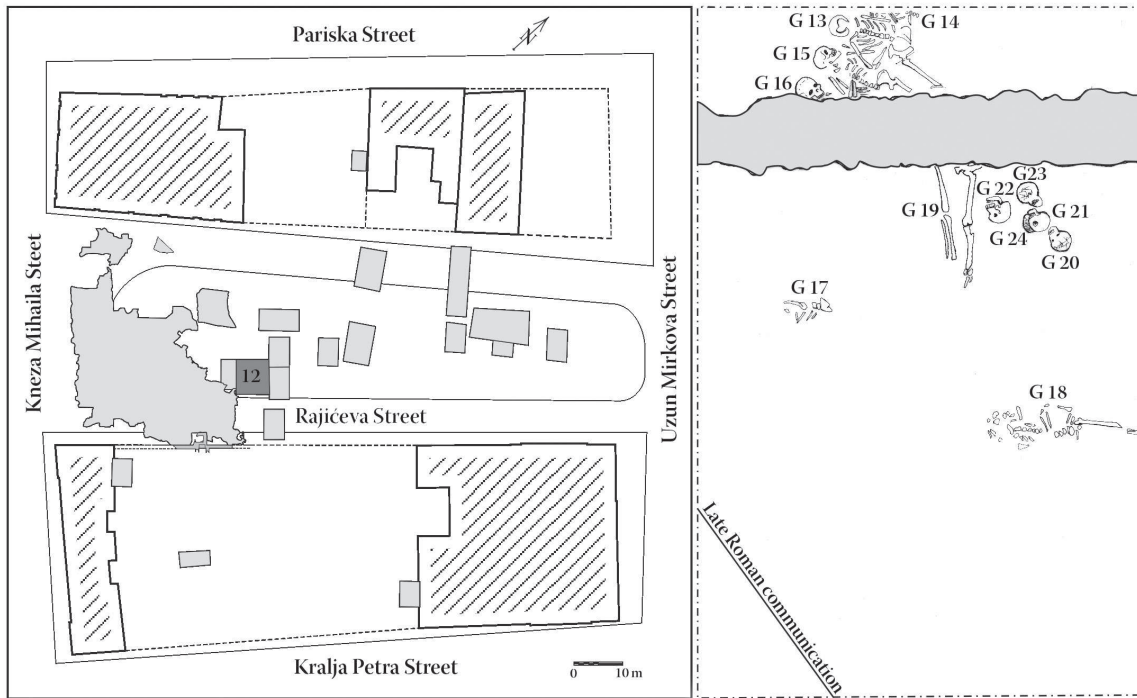 Pariska Street
N
Kneza Mihaila Steet
Uzun Mirkova Street
12
Rajićeva Street
Kralja Petra Street
0 10 m
G 13
G 14
G 15
G 16
G 19
G 22
G23
G 21
G 24
G 20
G 17
G 18
Late Roman communication